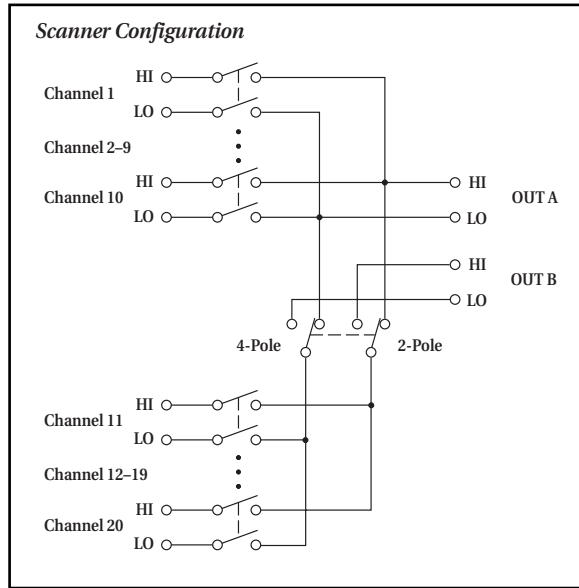 Scanner Configuration
HI
Channel 1
LO
Channel 2–9
HI
Channel 10
LO
HI
OUT A
LO
HI
OUT B
LO
4-Pole
2-Pole
HI
Channel 11
LO
Channel 12–19
HI
Channel 20
LO